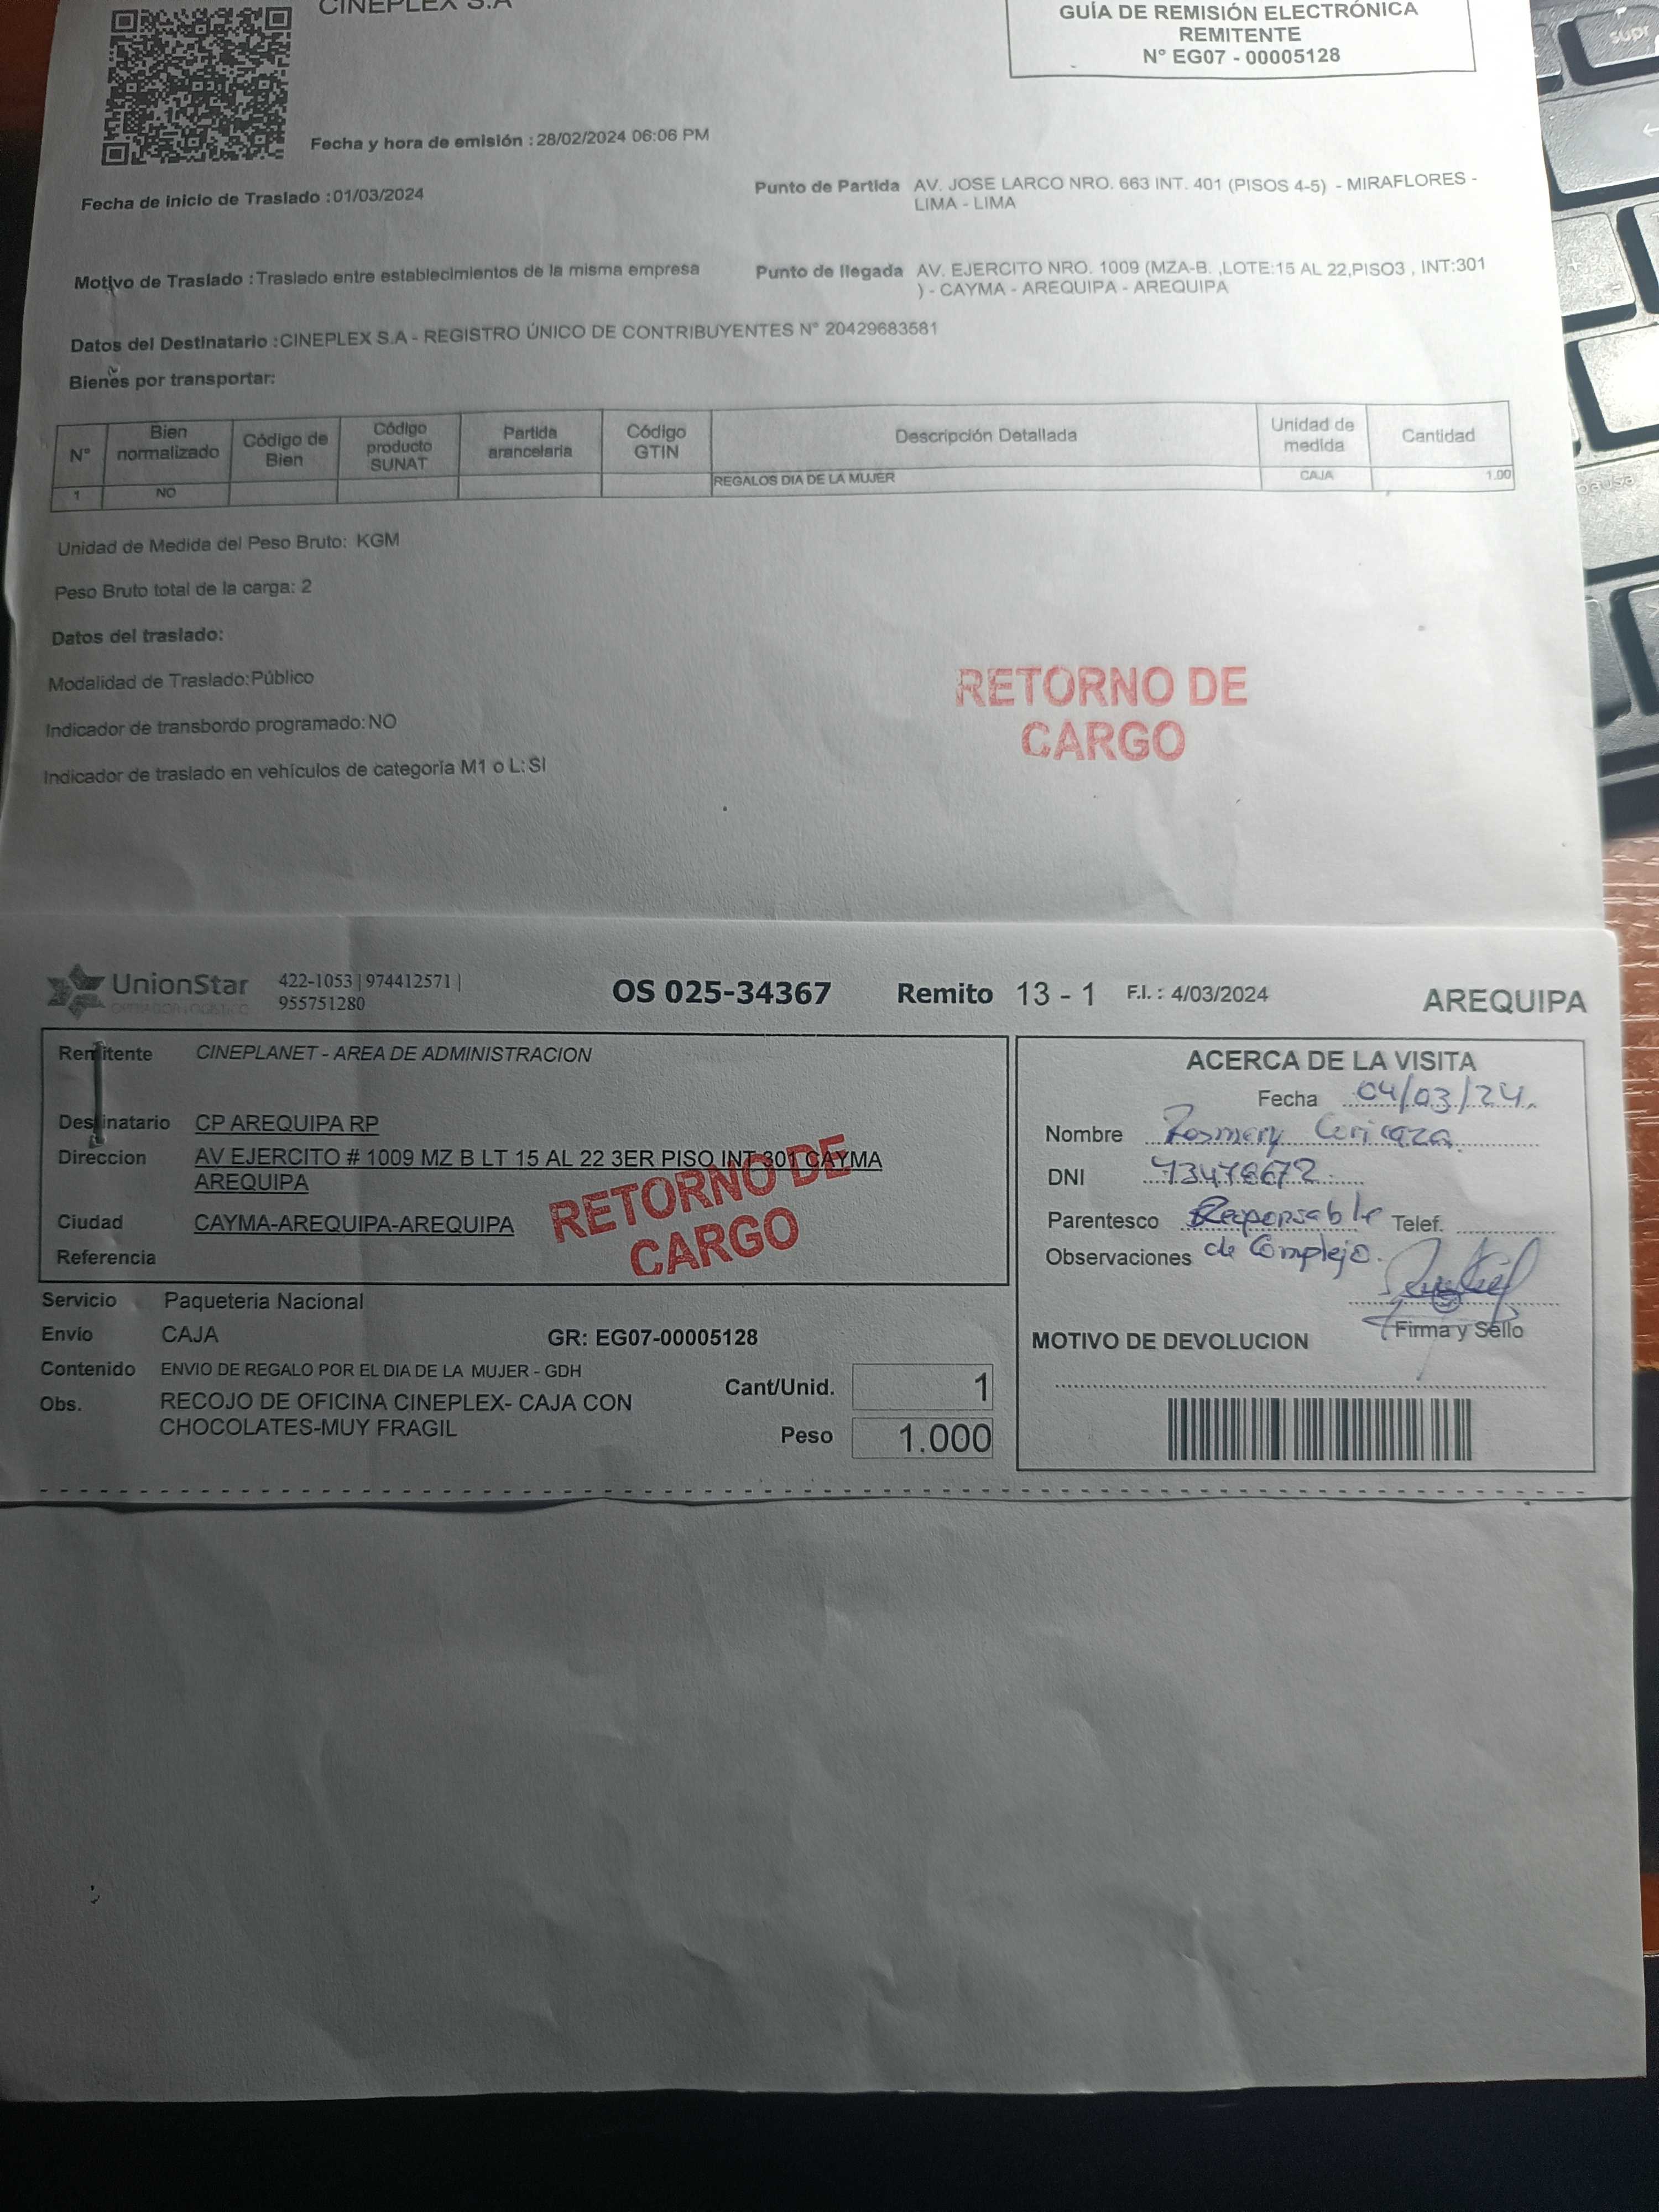 CINEPLEX S.A
GUÍA DE REMISIÓN ELECTRÓNICA
REMITENTE
N° EG07 - 00005128
Fecha y hora de emisión : 28/02/2024 06:06 PM
Fecha de inicio de Traslado : 01/03/2024
Punto de Partida AV. JOSE LARCO NRO. 663 INT. 401 (PISOS 4-5) - MIRAFLORES -
LIMA - LIMA
Motivo de Traslado : Traslado entre establecimientos de la misma empresa
Punto de llegada AV. EJERCITO NRO. 1009 (MZA-B. ,LOTE:15 AL 22,PISO3 , INT:301
) - CAYMA - AREQUIPA - AREQUIPA
Datos del Destinatario : CINEPLEX S.A - REGISTRO ÚNICO DE CONTRIBUYENTES N° 20429683581
Bienes por transportar:
N° Bien normalizado Código de Bien Código producto SUNAT Partida arancelaria Código GTIN Descripción Detallada Unidad de medida Cantidad
1 NO REGALOS DIA DE LA MUJER CAJA 1.00
Unidad de Medida del Peso Bruto: KGM
Peso Bruto total de la carga: 2
Datos del traslado:
Modalidad de Traslado: Público
Indicador de transbordo programado: NO
Indicador de traslado en vehículos de categoría M1 o L: SI
RETORNO DE
CARGO
UnionStar
OPERADOR LOGISTICO
422-1053 | 974412571 |
955751280
OS 025-34367 Remito 13 - 1 F.I. : 4/03/2024 AREQUIPA
Remitente CINEPLANET - AREA DE ADMINISTRACION
Destinatario CP AREQUIPA RP
Direccion AV EJERCITO # 1009 MZ B LT 15 AL 22 3ER PISO INT 301 CAYMA
AREQUIPA
Ciudad CAYMA-AREQUIPA-AREQUIPA
Referencia
RETORNO DE
CARGO
Servicio Paqueteria Nacional
Envío CAJA GR: EG07-00005128
Contenido ENVIO DE REGALO POR EL DIA DE LA MUJER - GDH
Obs. RECOJO DE OFICINA CINEPLEX- CAJA CON
CHOCOLATES-MUY FRAGIL
Cant/Unid. 1
Peso 1.000
ACERCA DE LA VISITA
Fecha 04/03/24.
Nombre Rosmery Ccricaza
DNI 73478672
Parentesco Responsable Telef.
Observaciones de Complejo.
Firma y Sello
MOTIVO DE DEVOLUCION
supr
pausa